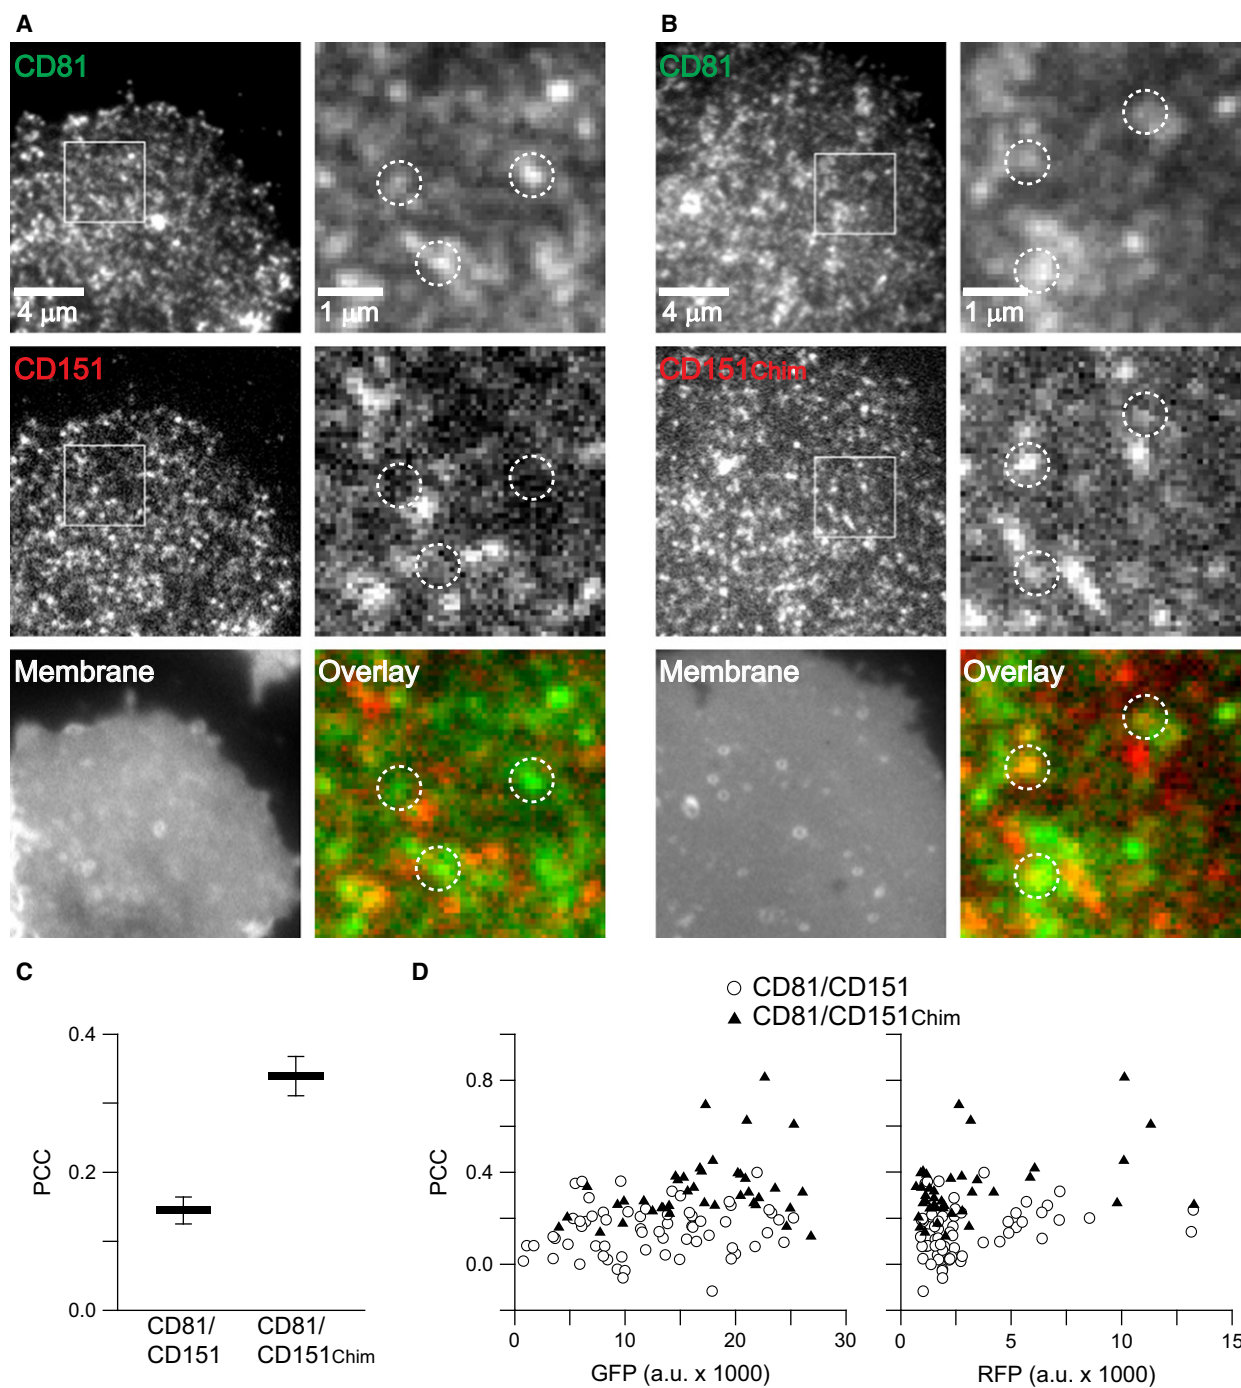 A
B
CD81
4 µm
1 µm
CD81
4 µm
1 µm
CD151
CD151Chim
Membrane
Overlay
Membrane
Overlay
C
D
CD81/CD151
CD81/CD151Chim
0.4
0.2
0.0
PCC
CD81/
CD151
CD81/
CD151Chim
0.8
0.4
0.0
PCC
0
10
20
30
GFP (a.u. x 1000)
0
5
10
15
RFP (a.u. x 1000)